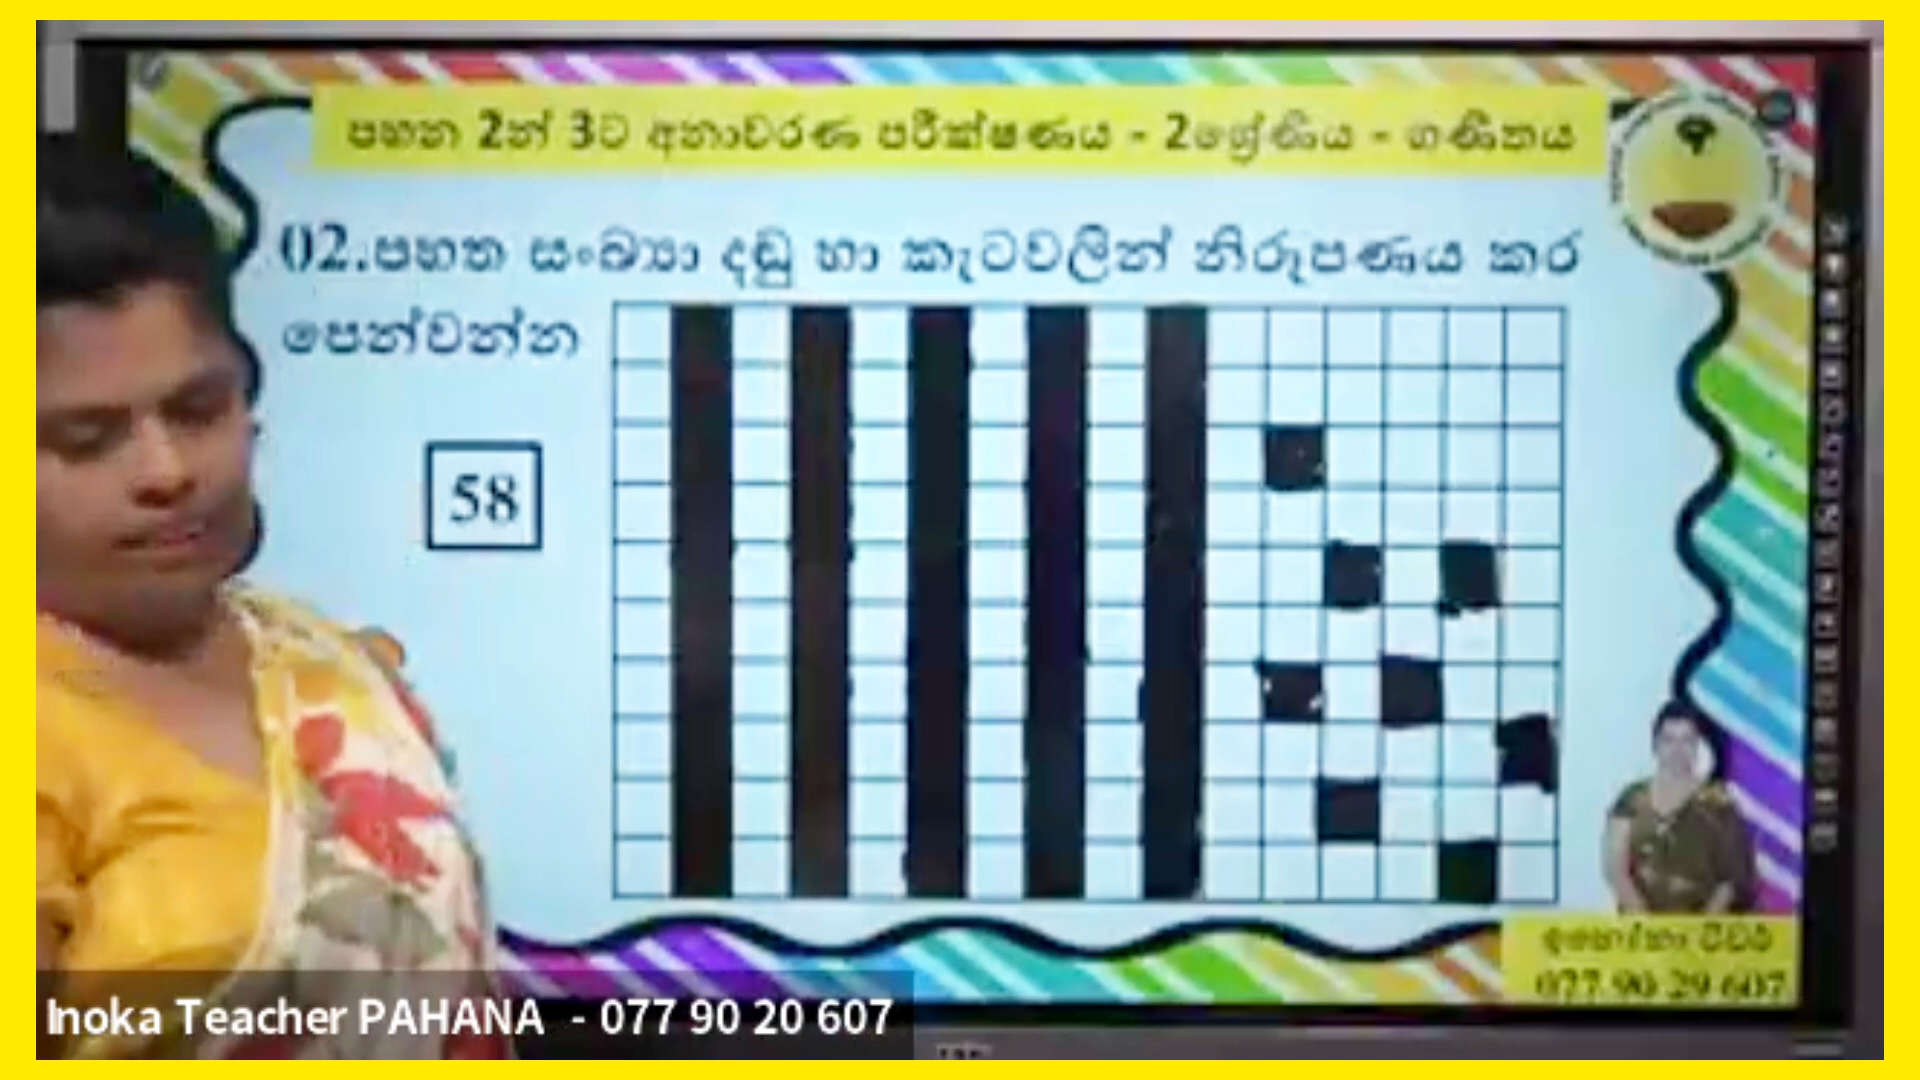 පහන 2න් 3ට අනාවරණ පරීක්ෂණය - 2ශ්‍රේණිය - ගණිතය
02.පහත සංඛ්‍යා දඬු හා කැටවලින් නිරූපණය කර
පෙන්වන්න
58
077 90 29 607
Inoka Teacher PAHANA - 077 90 20 607